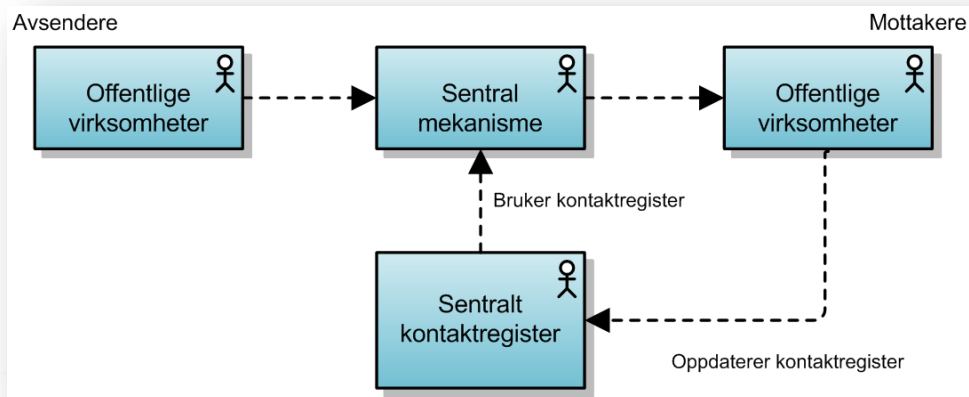 Avsendere
Mottakere
Offentlige
virksomheter
Sentral
mekanisme
Offentlige
virksomheter
Bruker kontaktregister
Sentralt
kontaktregister
Oppdaterer kontaktregister